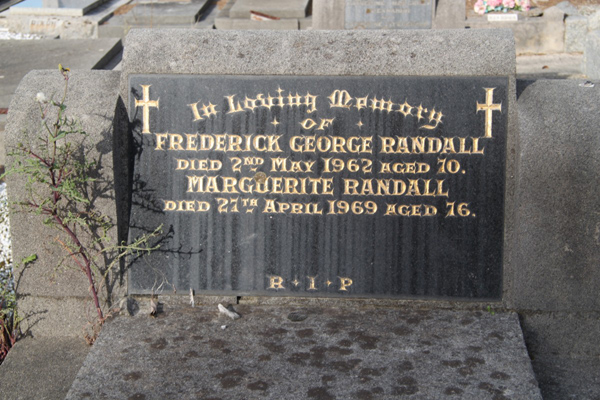 In Loving Memory
of
FREDERICK GEORGE RANDALL
DIED 2ND MAY 1962 AGED 70.
MARGUERITE RANDALL
DIED 27TH APRIL 1969 AGED 76.
R · I · P